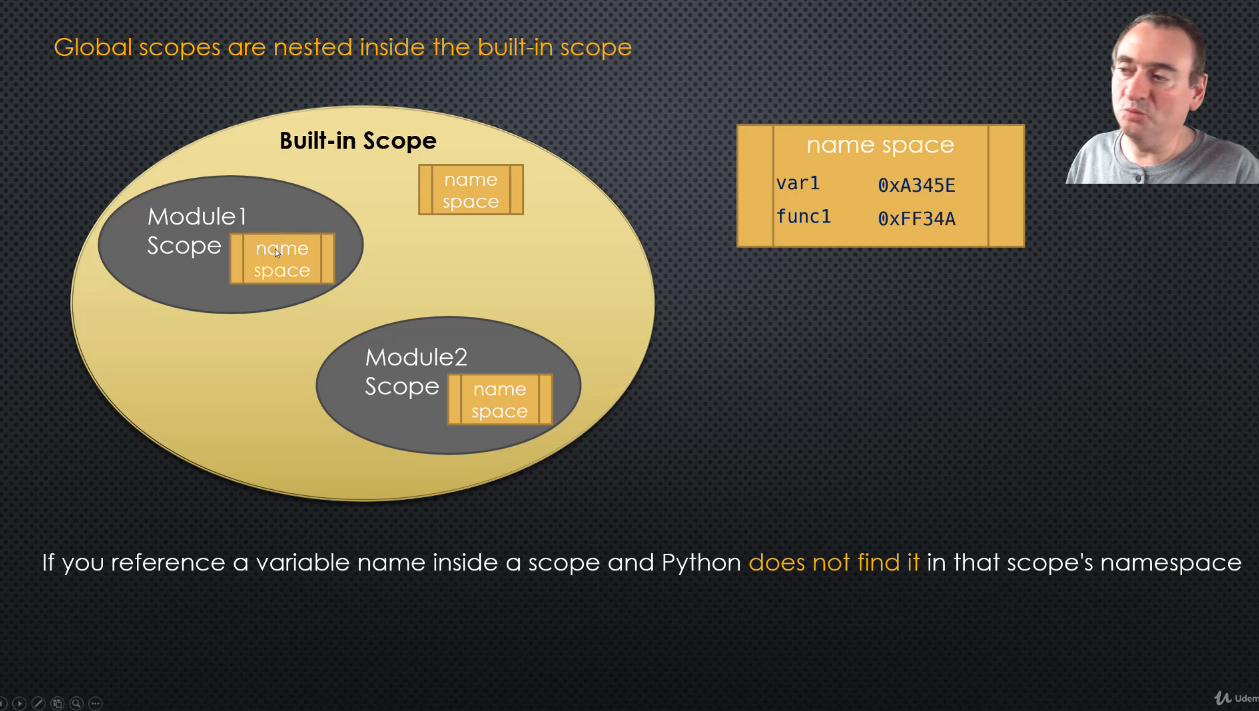 Global scopes are nested inside the built-in scope
Built-in Scope
name
space
Module1
Scope
name
space
Module2
Scope
name
space
name space
var1 0xA345E
func1 0xFF34A
If you reference a variable name inside a scope and Python does not find it in that scope's namespace
Udem